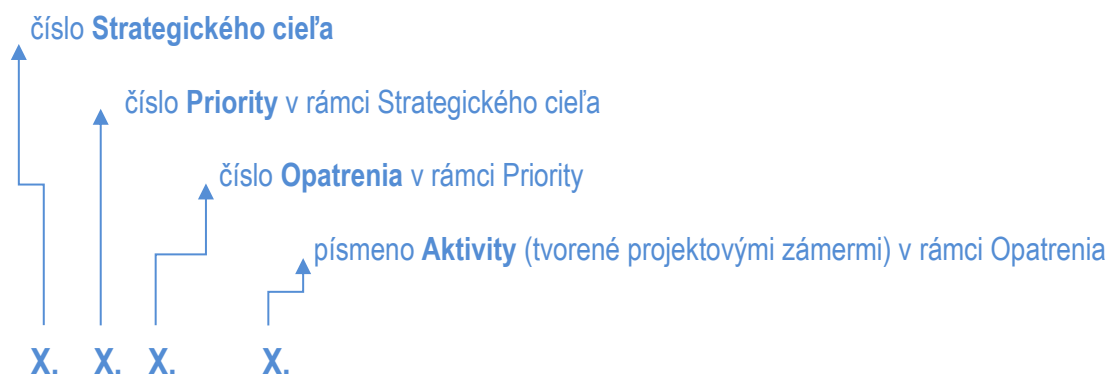 číslo Strategického cieľa
číslo Priority v rámci Strategického cieľa
číslo Opatrenia v rámci Priority
písmeno Aktivity (tvorené projektovými zámermi) v rámci Opatrenia
X. X. X. X.